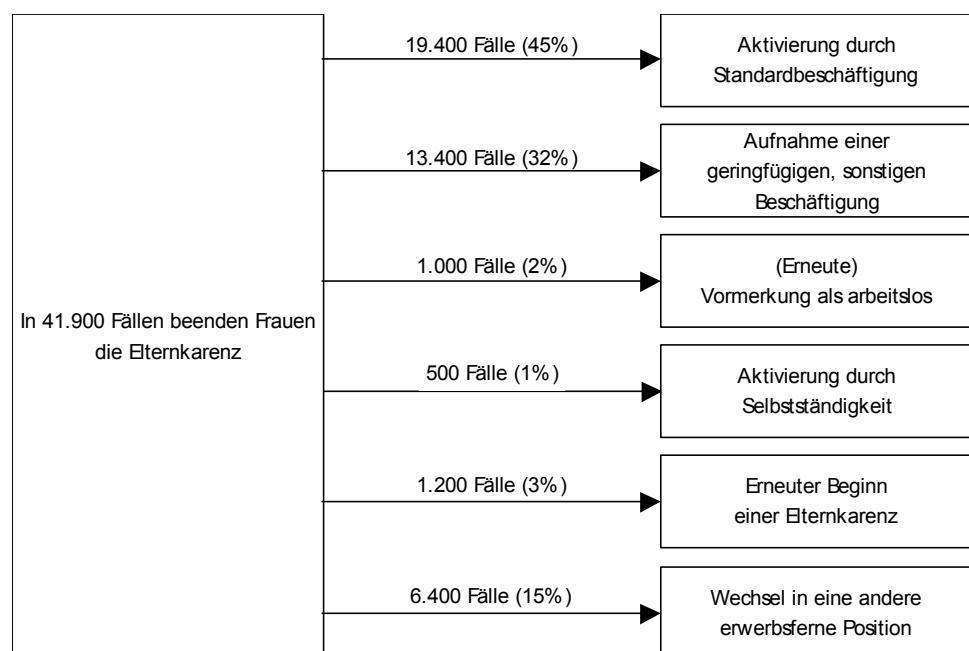 In 41.900 Fällen beenden Frauen
die Elternkarenz
19.400 Fälle (45%)
Aktivierung durch
Standardbeschäftigung
13.400 Fälle (32%)
Aufnahme einer
geringfügigen, sonstigen
Beschäftigung
1.000 Fälle (2%)
(Erneute)
Vormerkung als arbeitslos
500 Fälle (1%)
Aktivierung durch
Selbstständigkeit
1.200 Fälle (3%)
Erneuter Beginn
einer Elternkarenz
6.400 Fälle (15%)
Wechsel in eine andere
erwerbsferne Position